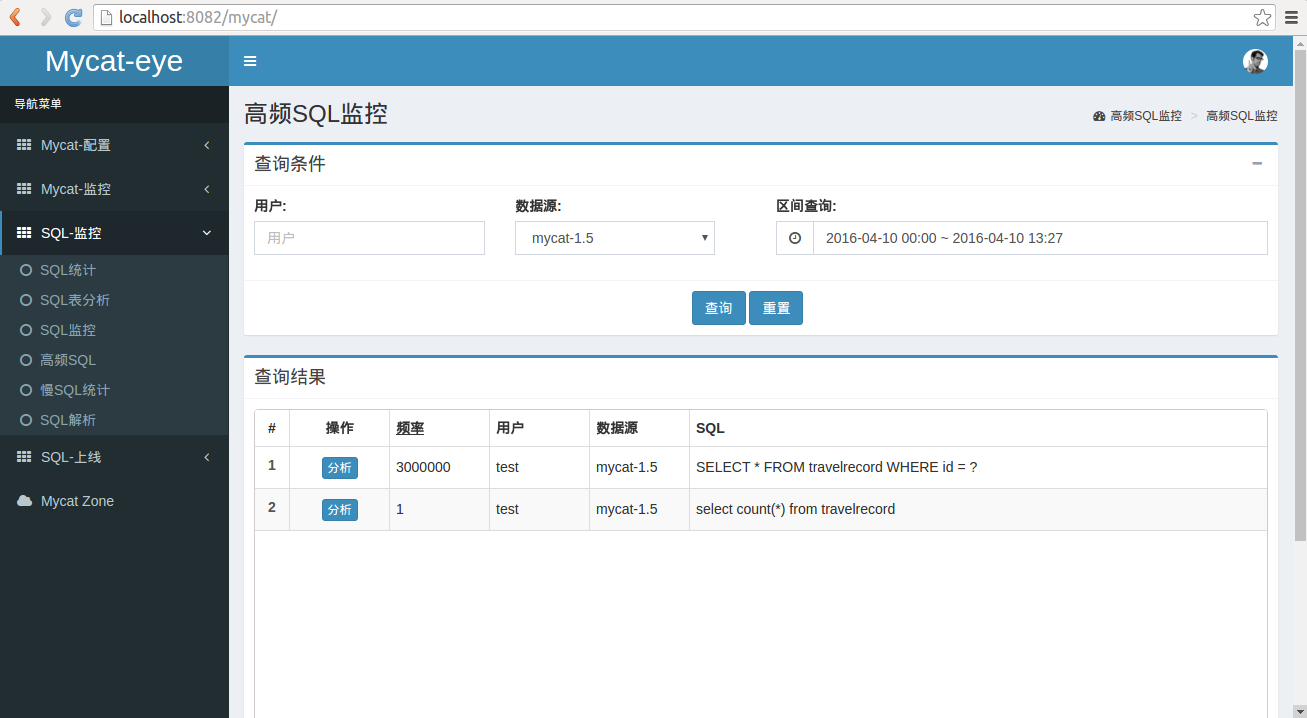 localhost:8082/mycat/
Mycat-eye
导航菜单
Mycat-配置
Mycat-监控
SQL-监控
SQL统计
SQL表分析
SQL监控
高频SQL
慢SQL统计
SQL解析
SQL-上线
Mycat Zone
高频SQL监控
高频SQL监控 > 高频SQL监控
查询条件
用户: 数据源: 区间查询:
用户 mycat-1.5 2016-04-10 00:00 ~ 2016-04-10 13:27
查询 重置
查询结果
# 操作 频率 用户 数据源 SQL
1 分析 3000000 test mycat-1.5 SELECT * FROM travelrecord WHERE id = ?
2 分析 1 test mycat-1.5 select count(*) from travelrecord